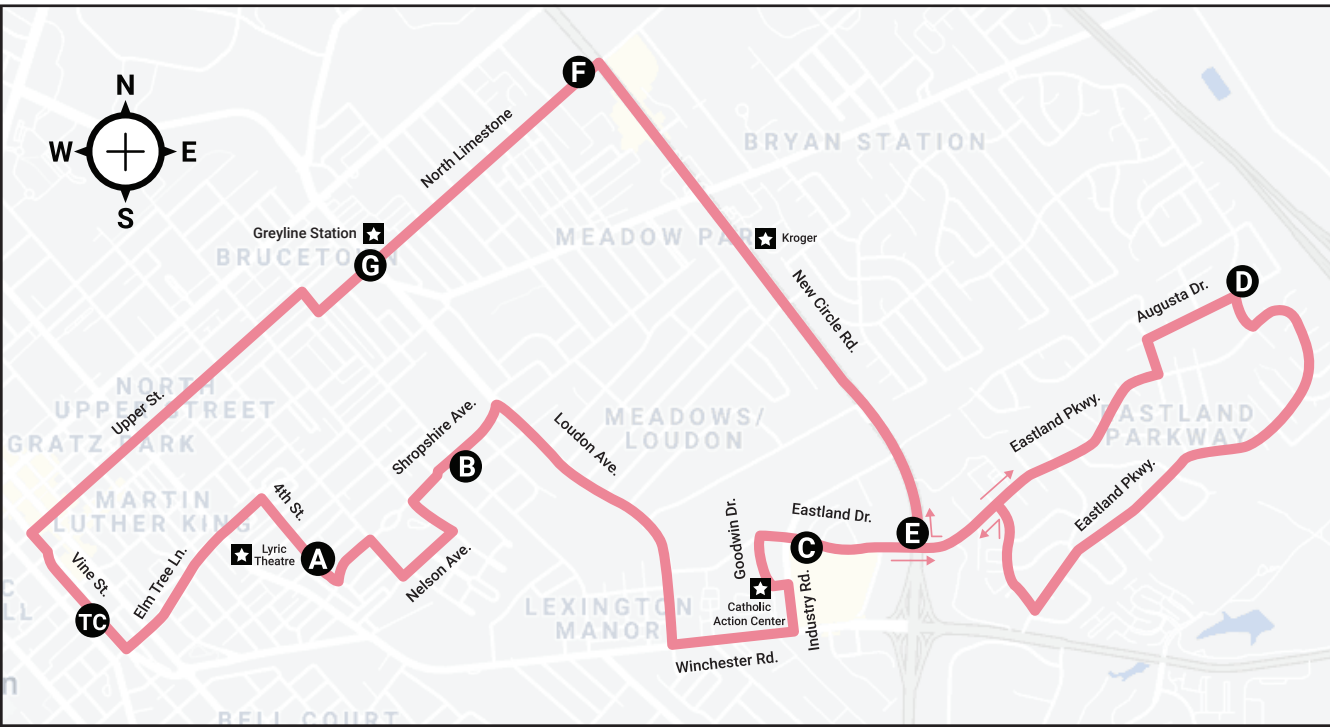 N
W
E
S
F
North Limestone
BRYAN STATION
Greyline Station
BRUCETOWN
G
MEADOW PARK
Kroger
New Circle Rd.
D
Augusta Dr.
NORTH
UPPER STREET
Upper St.
GRATZ PARK
Shropshire Ave.
B
Loudon Ave.
MEADOWS/
LOUDON
Eastland Pkwy.
EASTLAND
PARKWAY
Eastland Pkwy.
MARTIN
LUTHER KING
4th St.
Lyric
Theatre
A
Nelson Ave.
Vine St.
Elm Tree Ln.
TC
Goodwin Dr.
Eastland Dr.
C
E
Industry Rd.
Catholic
Action Center
LEXINGTON
MANOR
Winchester Rd.
C
LL
n
BELL COURT